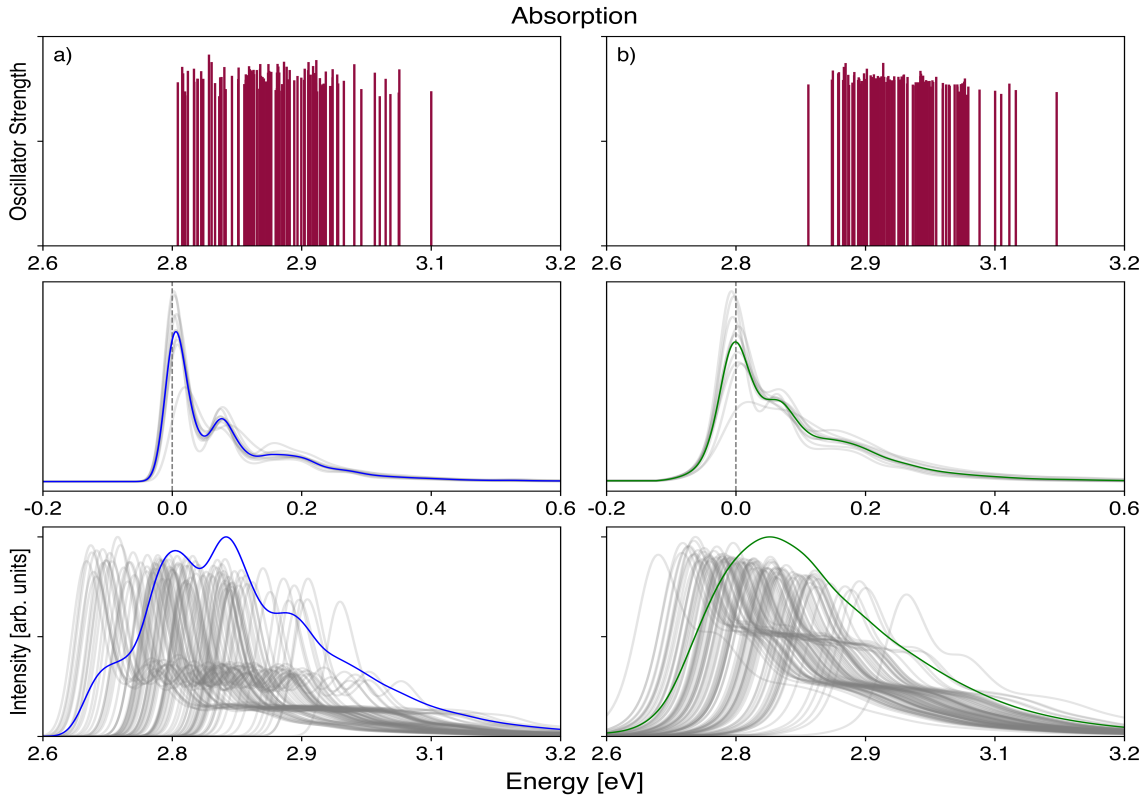 Absorption
a)
b)
Oscillator Strength
2.6 2.8 2.9 3.1 3.2
2.6 2.8 2.9 3.1 3.2
-0.2 0.0 0.2 0.4 0.6
-0.2 0.0 0.2 0.4 0.6
Intensity [arb. units]
2.6 2.8 2.9 3.1 3.2
2.6 2.8 2.9 3.1 3.2
Energy [eV]